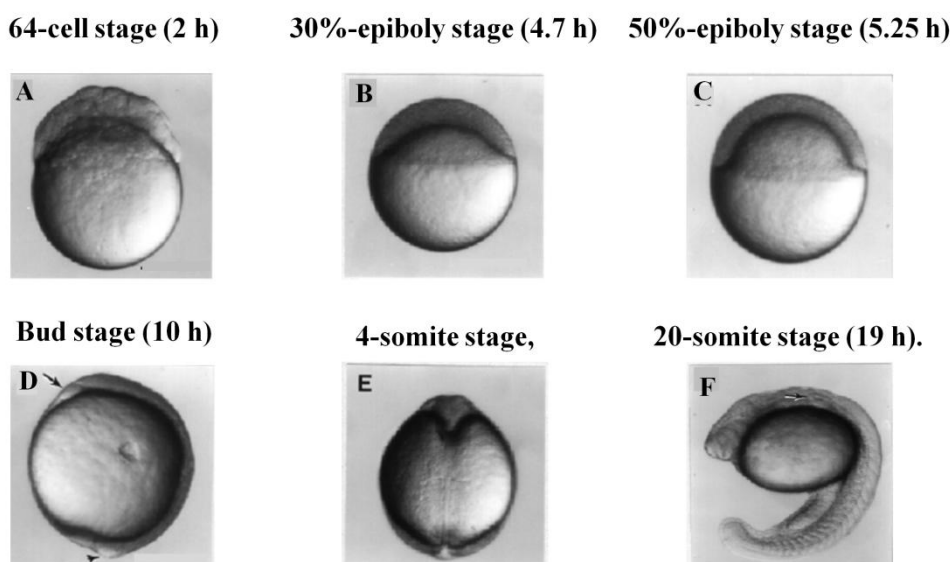 64-cell stage (2 h)
30%-epiboly stage (4.7 h)
50%-epiboly stage (5.25 h)
A
B
C
Bud stage (10 h)
4-somite stage,
20-somite stage (19 h).
D
E
F